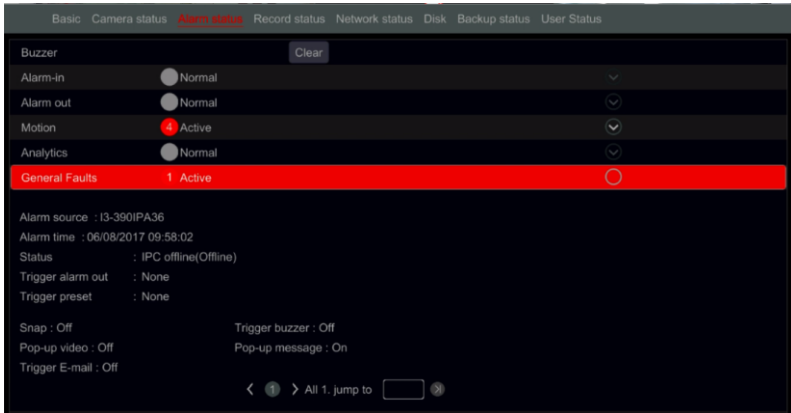 Basic Camera status Alarm status Record status Network status Disk Backup status User Status
Buzzer Clear
Alarm-in Normal
Alarm out Normal
Motion 4 Active
Analytics Normal
General Faults 1 Active
Alarm source : I3-390IPA36
Alarm time : 06/08/2017 09:58:02
Status : IPC offline(Offline)
Trigger alarm out : None
Trigger preset : None
Snap : Off Trigger buzzer : Off
Pop-up video : Off Pop-up message : On
Trigger E-mail : Off
1 All 1. jump to